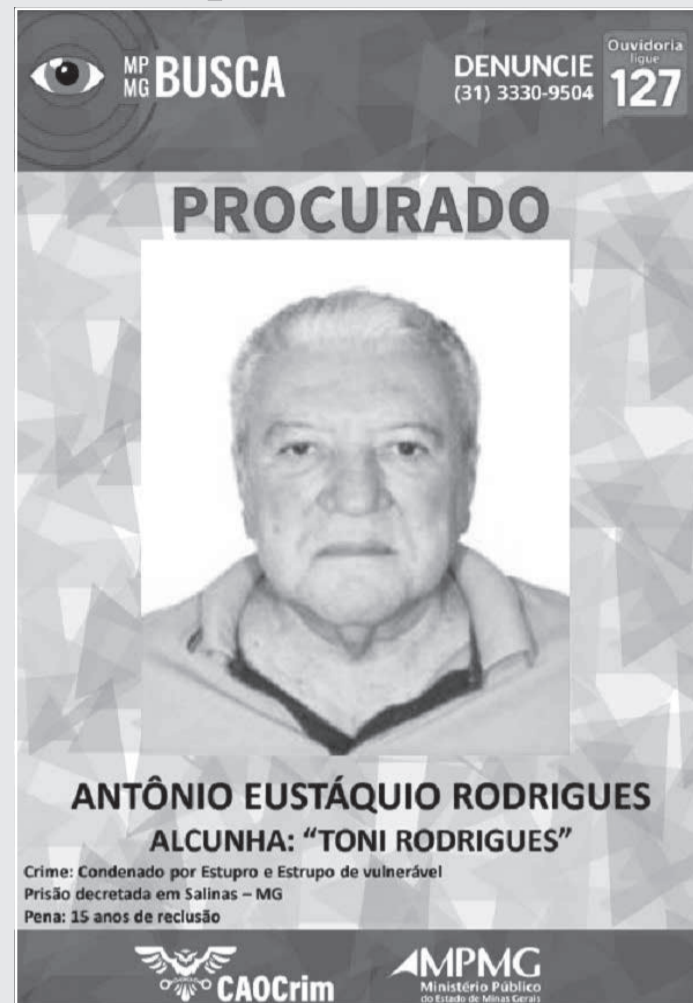 MP
MG BUSCA
DENUNCIE
(31) 3330-9504
Ouvidoria
ligue
127
PROCURADO
ANTÔNIO EUSTÁQUIO RODRIGUES
ALCUNHA: “TONI RODRIGUES”
Crime: Condenado por Estupro e Estrupo de vulnerável
Prisão decretada em Salinas – MG
Pena: 15 anos de reclusão
CAOCrim
MPMG
Ministério Público
do Estado de Minas Gerais